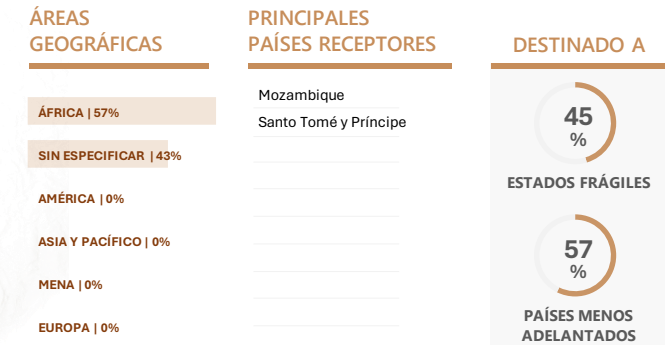 ÁREAS
GEOGRÁFICAS
ÁFRICA | 57%
SIN ESPECIFICAR | 43%
AMÉRICA | 0%
ASIA Y PACÍFICO | 0%
MENA | 0%
EUROPA | 0%
PRINCIPALES
PAÍSES RECEPTORES
Mozambique
Santo Tomé y Príncipe
DESTINADO A
45
%
ESTADOS FRÁGILES
57
%
PAÍSES MENOS
ADELANTADOS